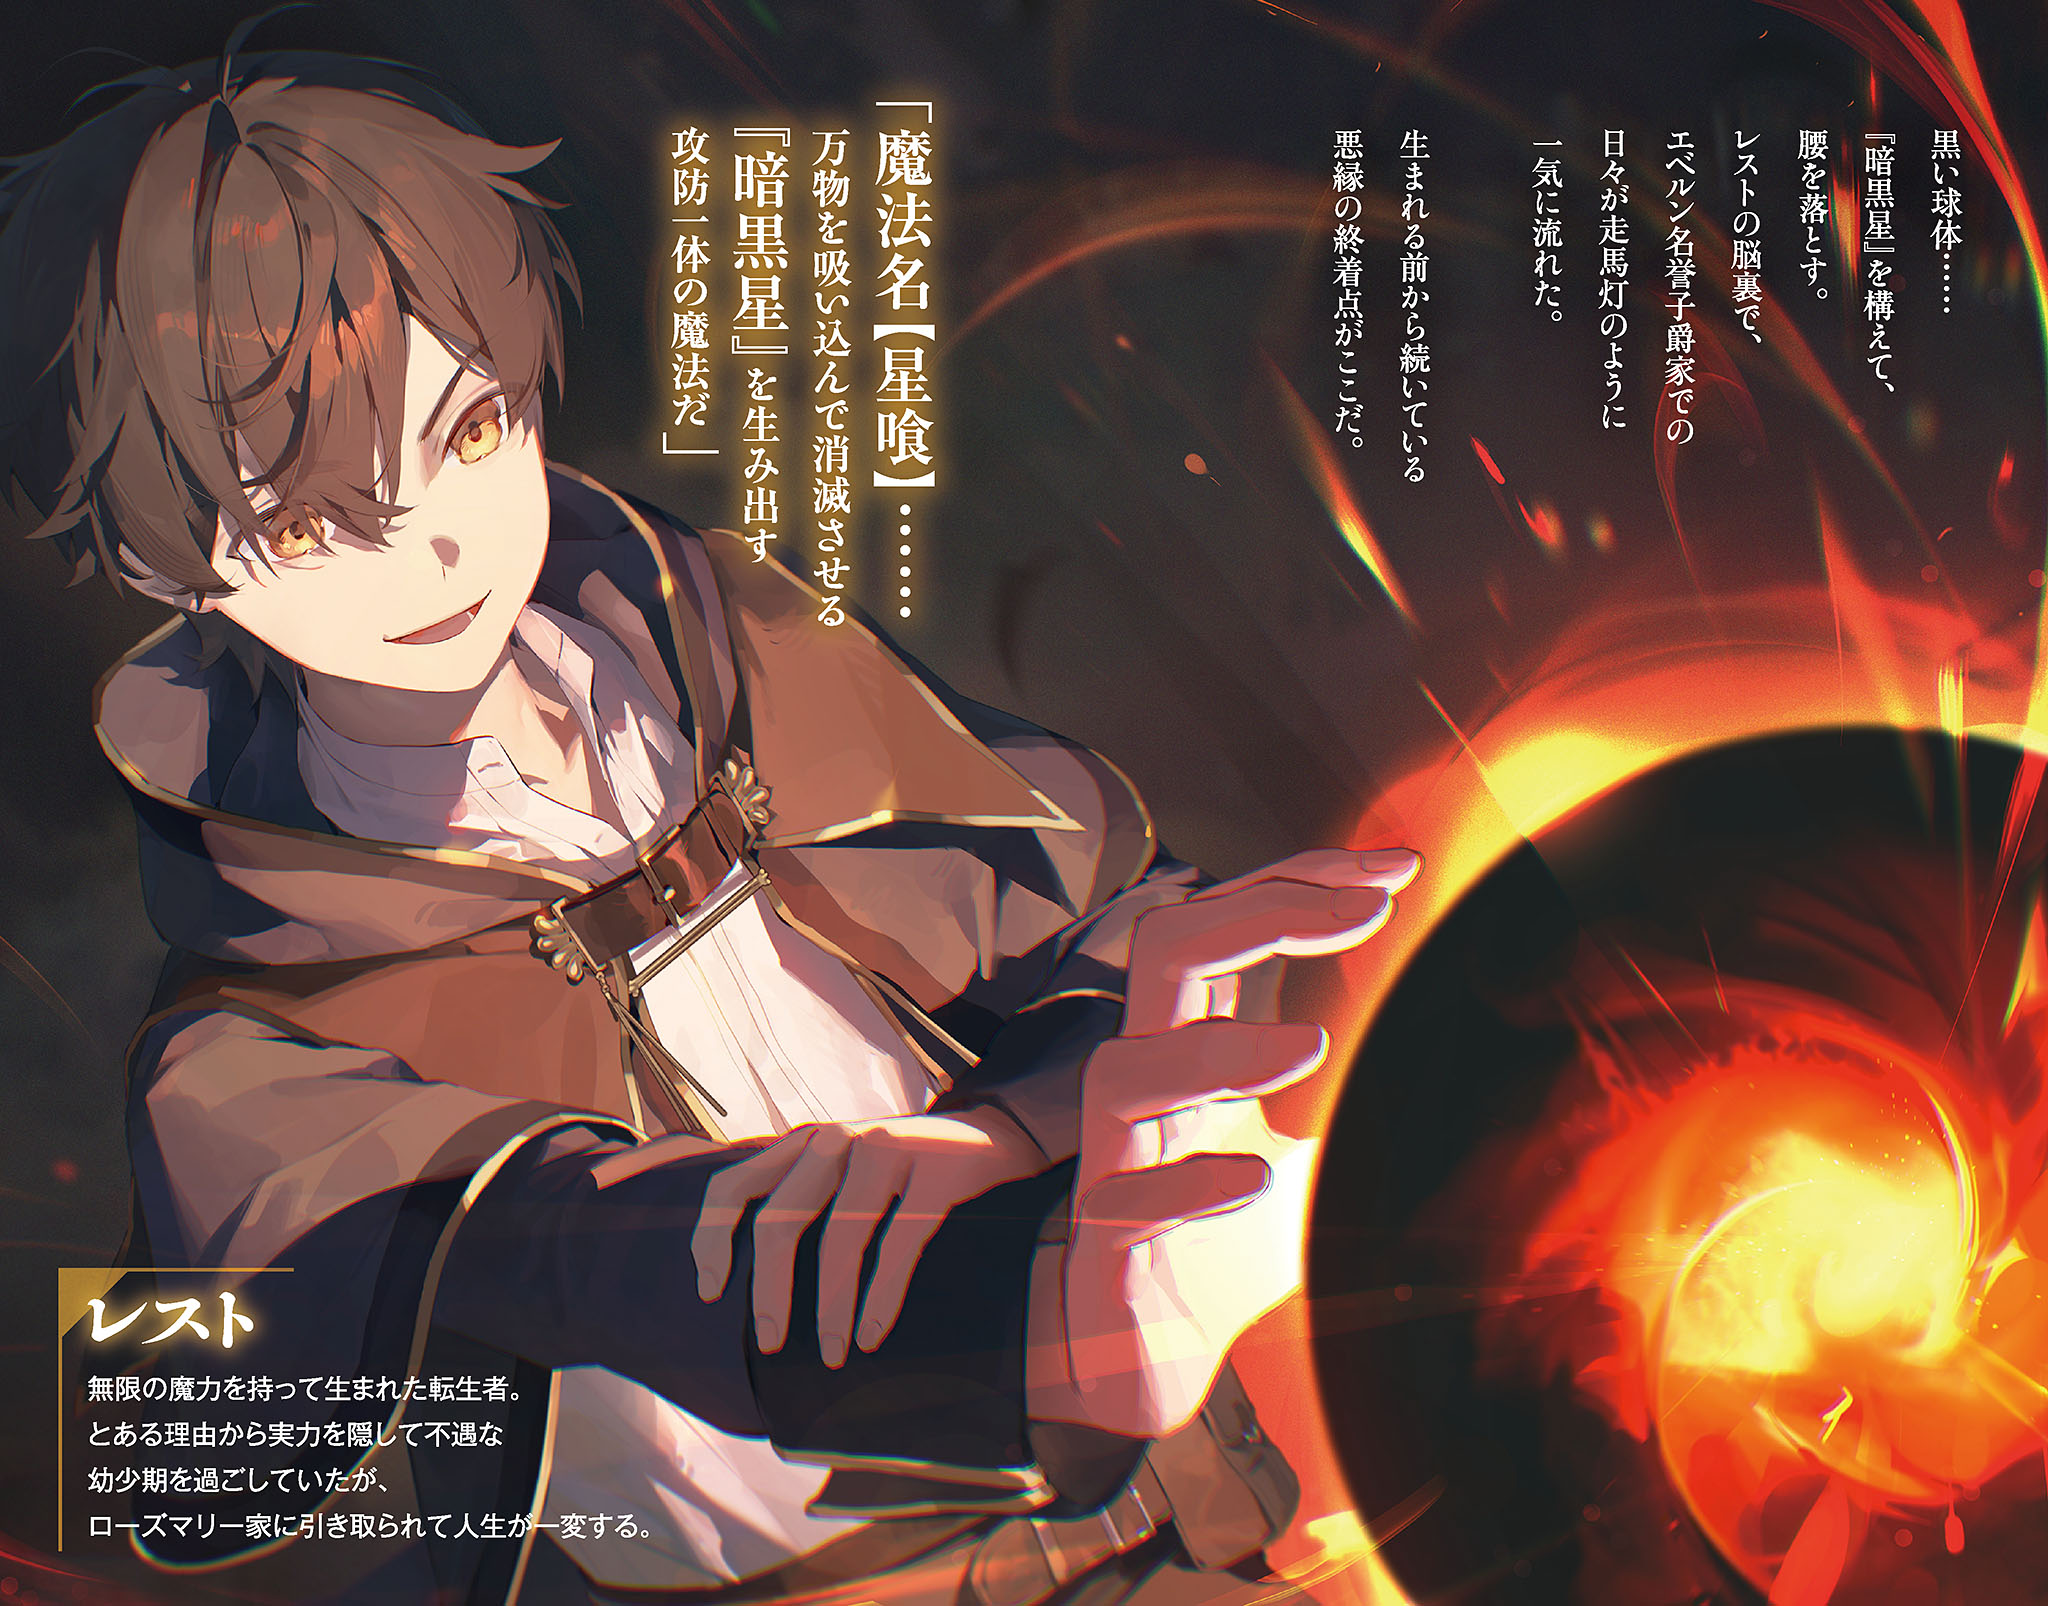 黒い球体……
『暗黒星』を構えて、
腰を落とす。
レストの脳裏で、
エベルン名誉子爵家での
日々が走馬灯のように
一気に流れた。
生まれる前から続いている
悪縁の終着点がここだ。
「魔法名【星喰】……
万物を吸い込んで消滅させる
『暗黒星』を生み出す
攻防一体の魔法だ」
レスト
無限の魔力を持って生まれた転生者。
とある理由から実力を隠して不遇な
幼少期を過ごしていたが、
ローズマリー家に引き取られて人生が一変する。